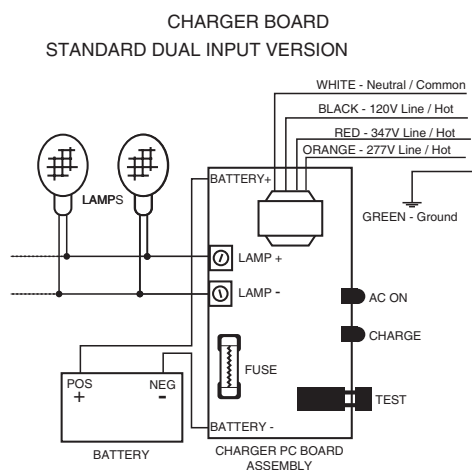 CHARGER BOARD
STANDARD DUAL INPUT VERSION
WHITE - Neutral / Common
BLACK - 120V Line / Hot
RED - 347V Line / Hot
ORANGE - 277V Line / Hot
GREEN - Ground
LAMPS
BATTERY+
LAMP +
LAMP -
AC ON
CHARGE
FUSE
TEST
POS
+
NEG
-
BATTERY -
BATTERY
CHARGER PC BOARD
ASSEMBLY